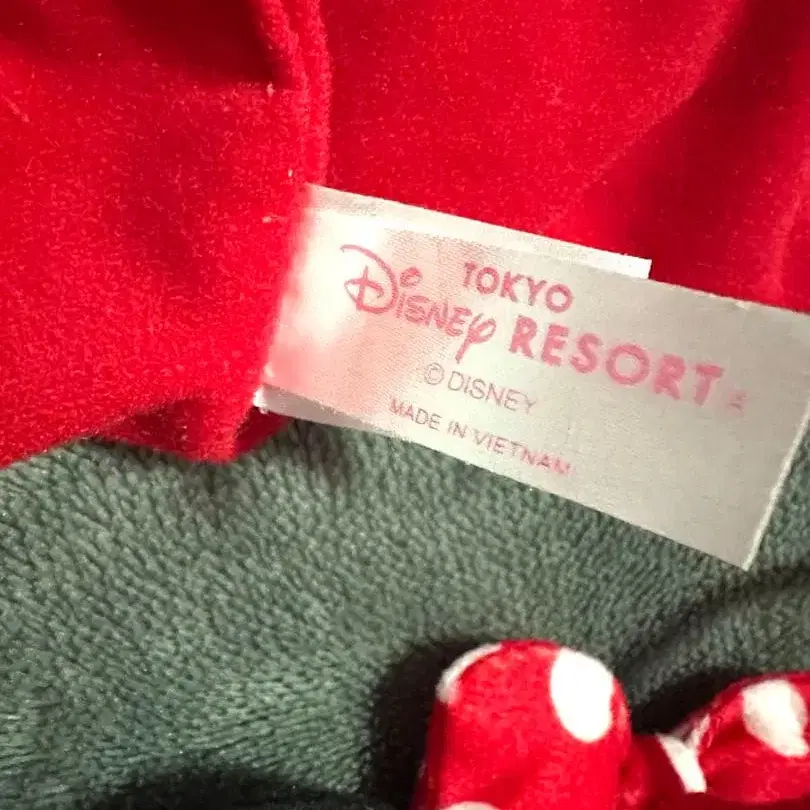 TOKYO
Disney RESORT
© DISNEY
MADE IN VIETNAM